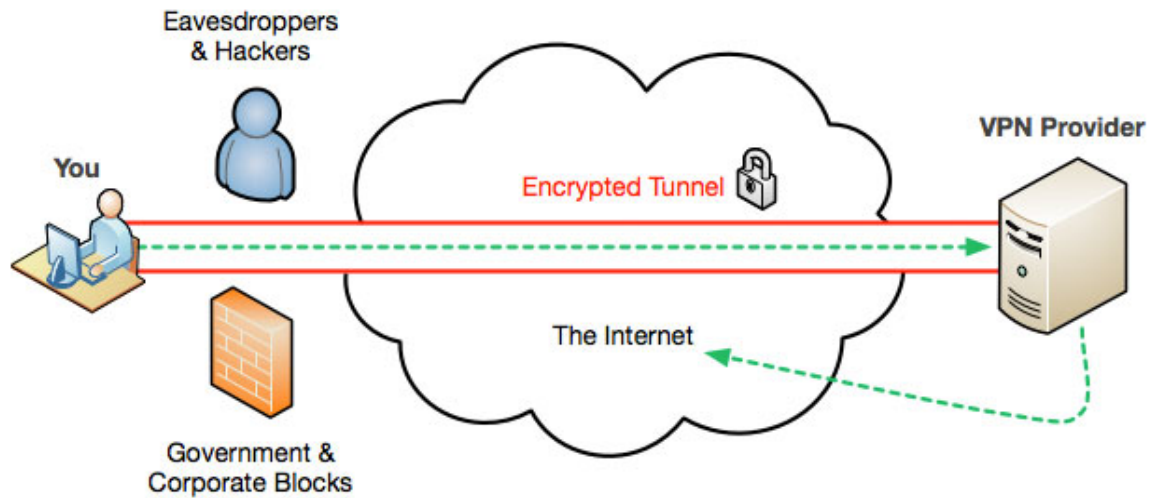 Eavesdroppers
& Hackers
You
VPN Provider
Encrypted Tunnel
The Internet
Government &
Corporate Blocks